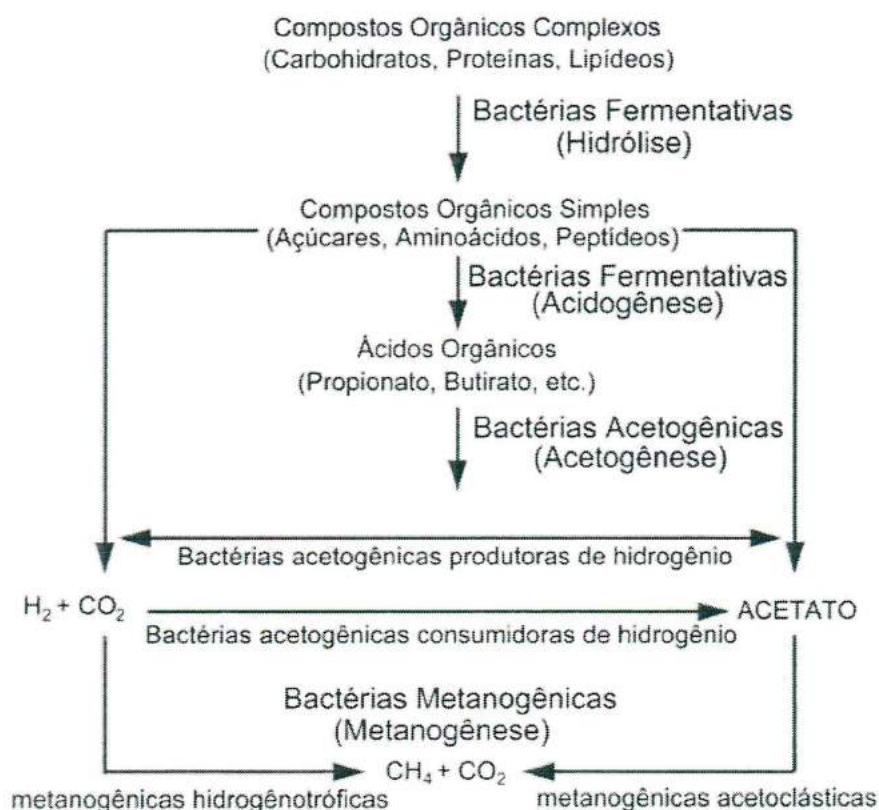 Compostos Orgânicos Complexos
(Carbohidratos, Proteínas, Lipídeos)
Bactérias Fermentativas
(Hidrólise)
Compostos Orgânicos Simples
(Açúcares, Aminoácidos, Peptídeos)
Bactérias Fermentativas
(Acidogênese)
Ácidos Orgânicos
(Propionato, Butirato, etc.)
Bactérias Acetogênicas
(Acetogênese)
Bactérias acetogênicas produtoras de hidrogênio
H₂ + CO₂
ACETATO
Bactérias acetogênicas consumidoras de hidrogênio
Bactérias Metanogênicas
(Metanogênese)
CH₄ + CO₂
metanogênicas hidrogênotróficas
metanogênicas acetoclásticas